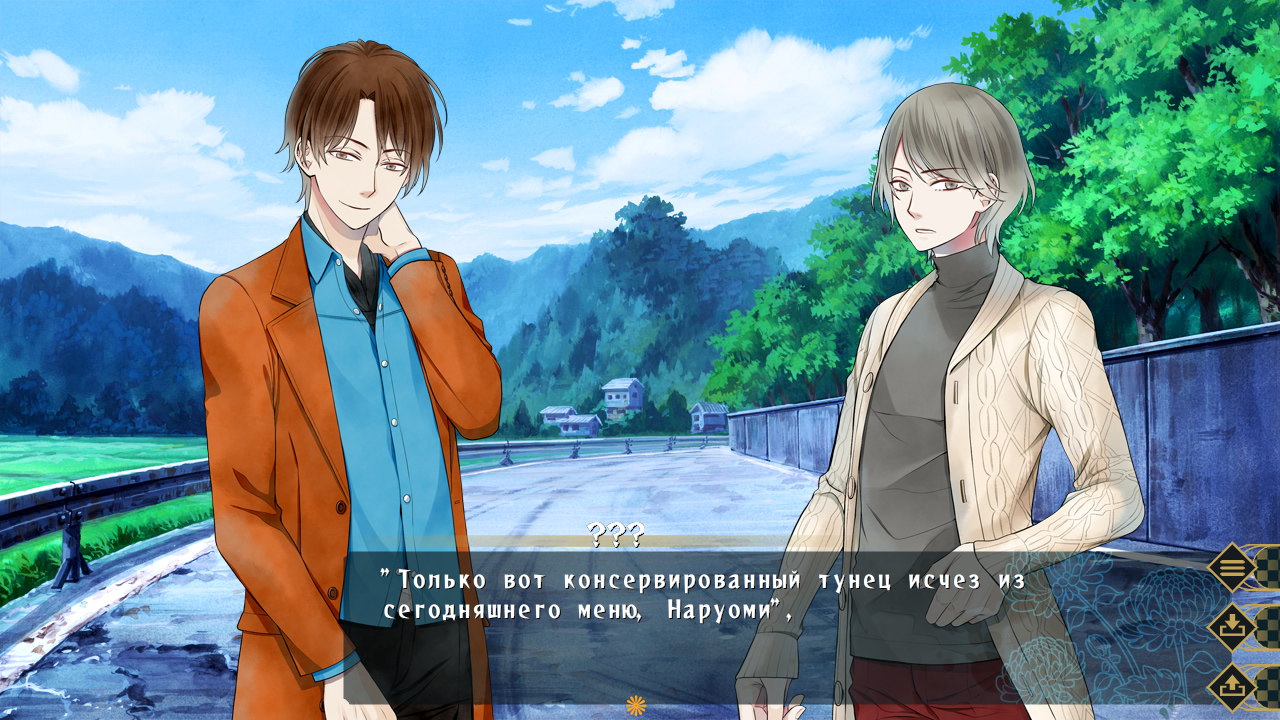 ???
"Только вот консервированный тунец исчез из
сегодняшнего меню, Наруоми",